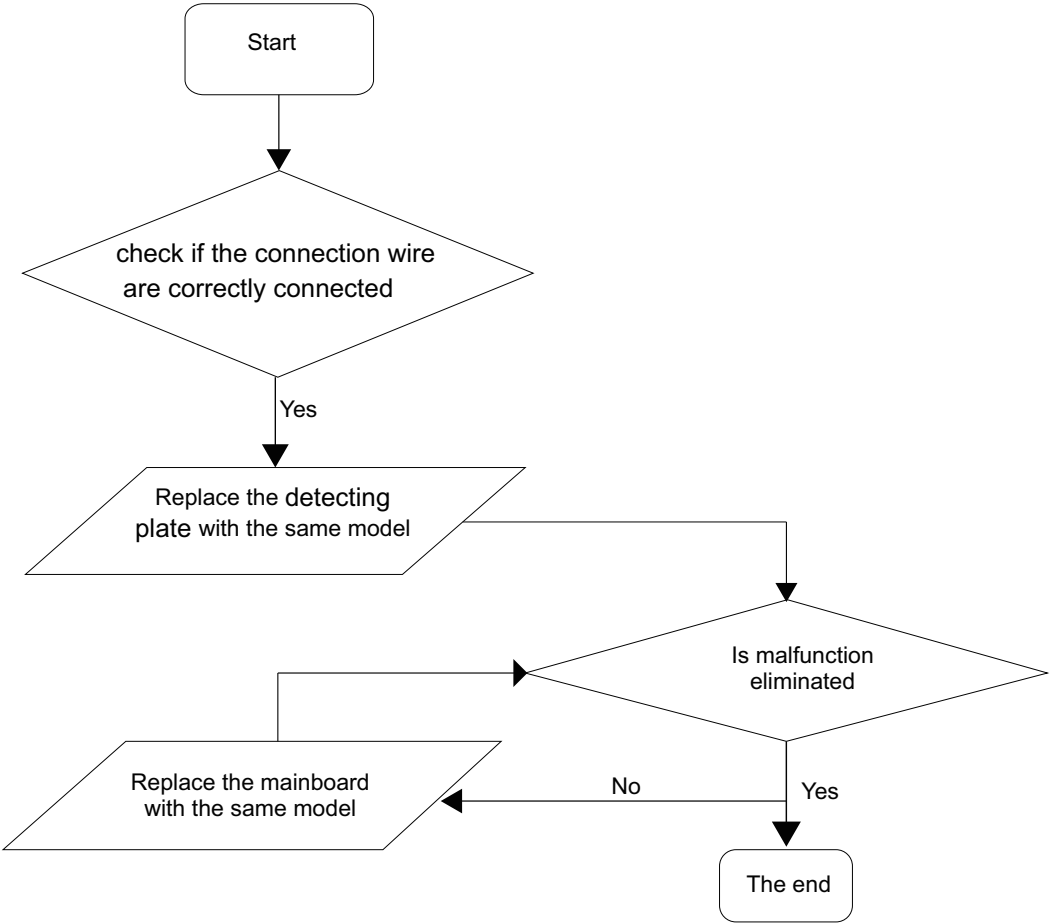 Start
check if the connection wire
are correctly connected
Yes
Replace the detecting
plate with the same model
Is malfunction
eliminated
Replace the mainboard
with the same model
No
Yes
The end